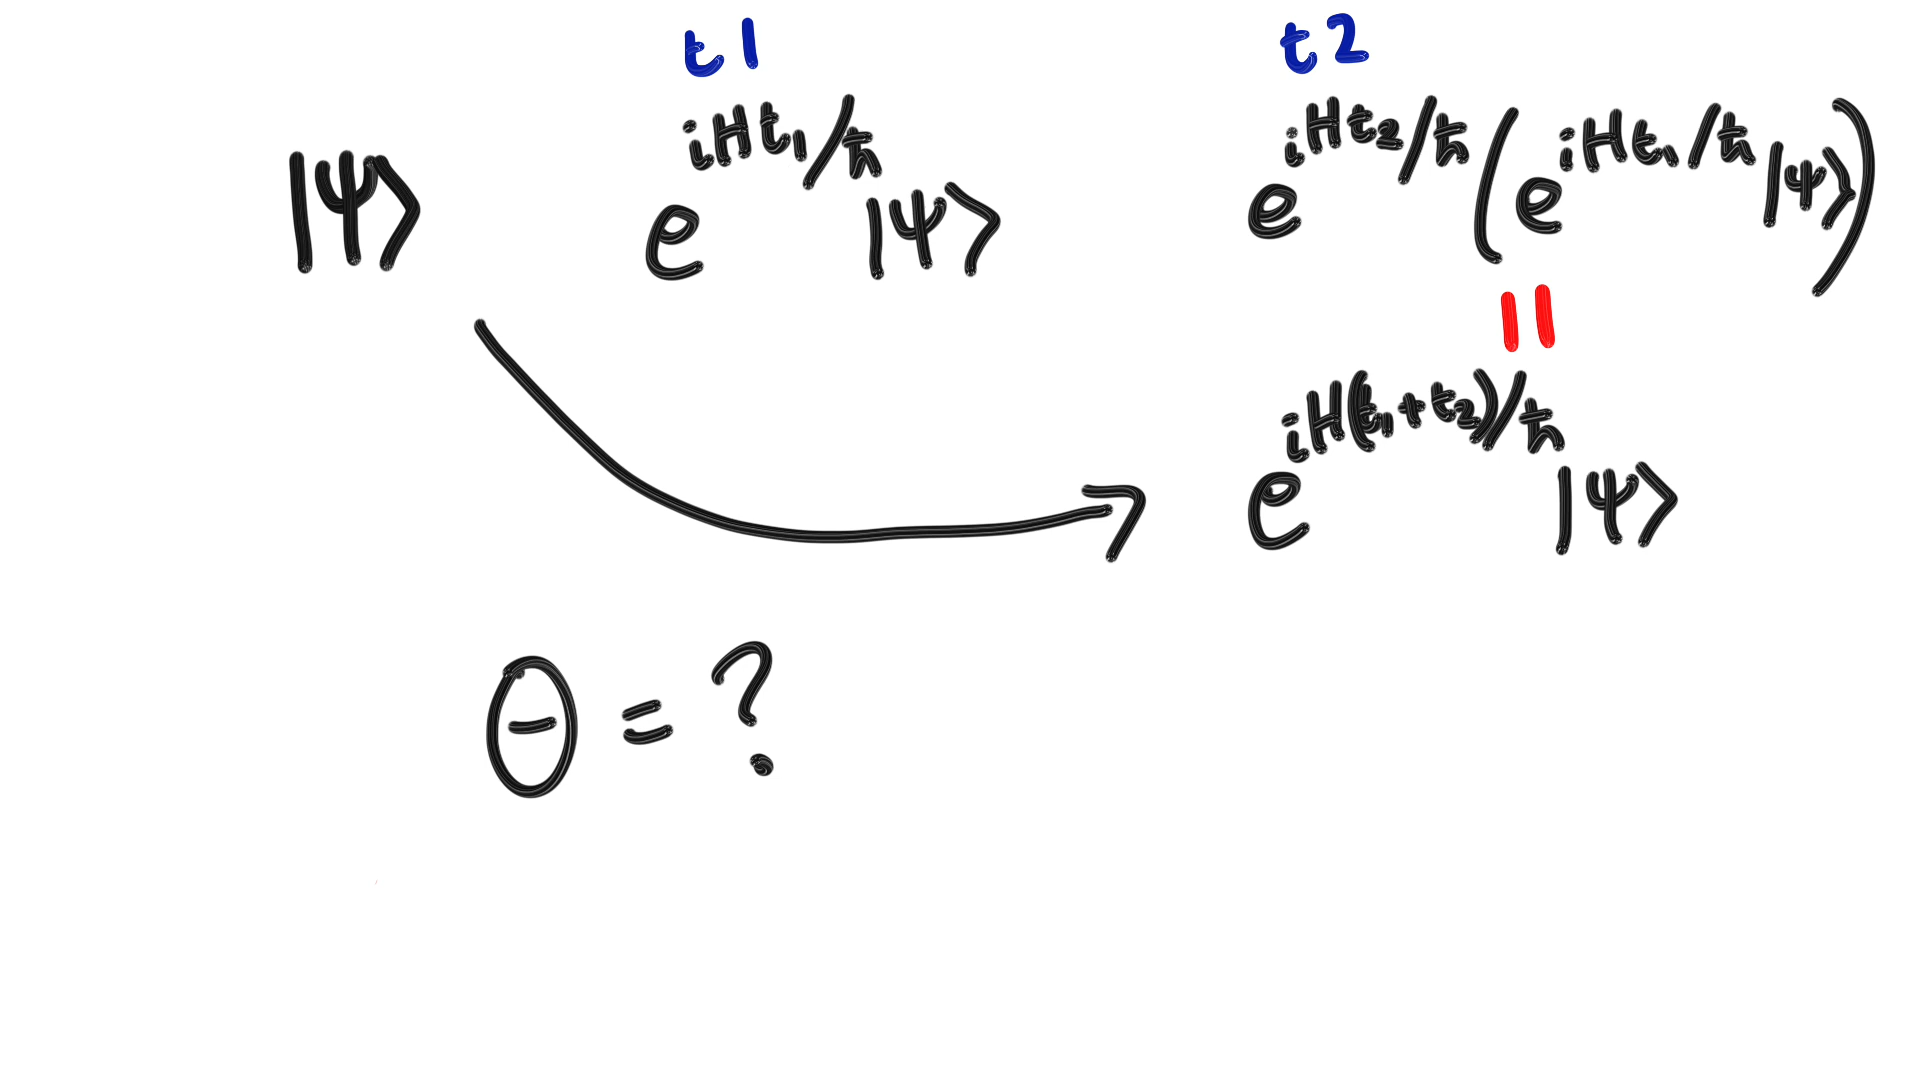 t1 t2
|ψ> e^{iHt₁/ħ} |ψ> e^{iHt₂/ħ} (e^{iHt₁/ħ} |ψ>)
=
e^{iH(t₁+t₂)/ħ} |ψ>
θ = ?